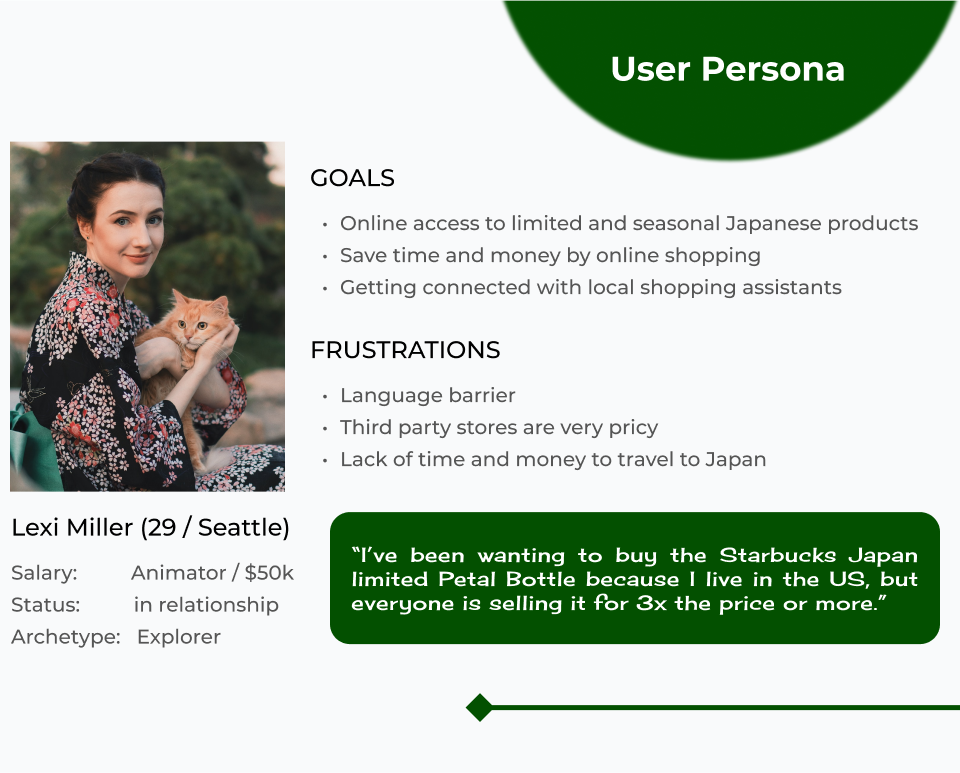 User Persona
GOALS
• Online access to limited and seasonal Japanese products
• Save time and money by online shopping
• Getting connected with local shopping assistants
FRUSTRATIONS
• Language barrier
• Third party stores are very pricy
• Lack of time and money to travel to Japan
Lexi Miller (29 / Seattle)
Salary: Animator / $50k
Status: in relationship
Archetype: Explorer
“I’ve been wanting to buy the Starbucks Japan
limited Petal Bottle because I live in the US, but
everyone is selling it for 3x the price or more.”